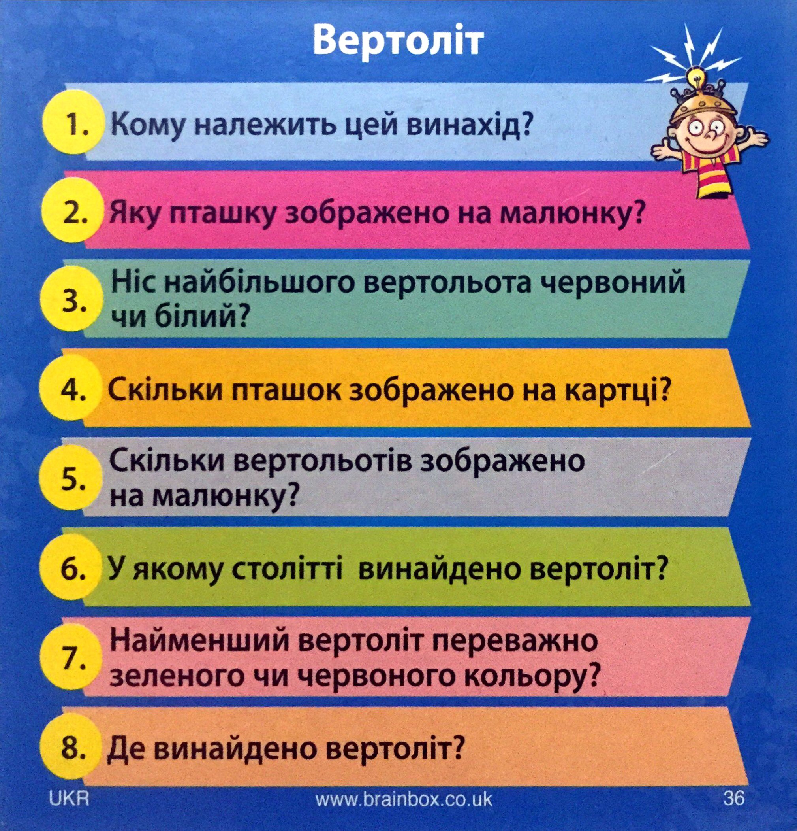 Вертоліт
1. Кому належить цей винахід?
2. Яку пташку зображено на малюнку?
3. Ніс найбільшого вертольота червоний
чи білий?
4. Скільки пташок зображено на картці?
5. Скільки вертольотів зображено
на малюнку?
6. У якому столітті винайдено вертоліт?
7. Найменший вертоліт переважно
зеленого чи червоного кольору?
8. Де винайдено вертоліт?
UKR www.brainbox.co.uk 36